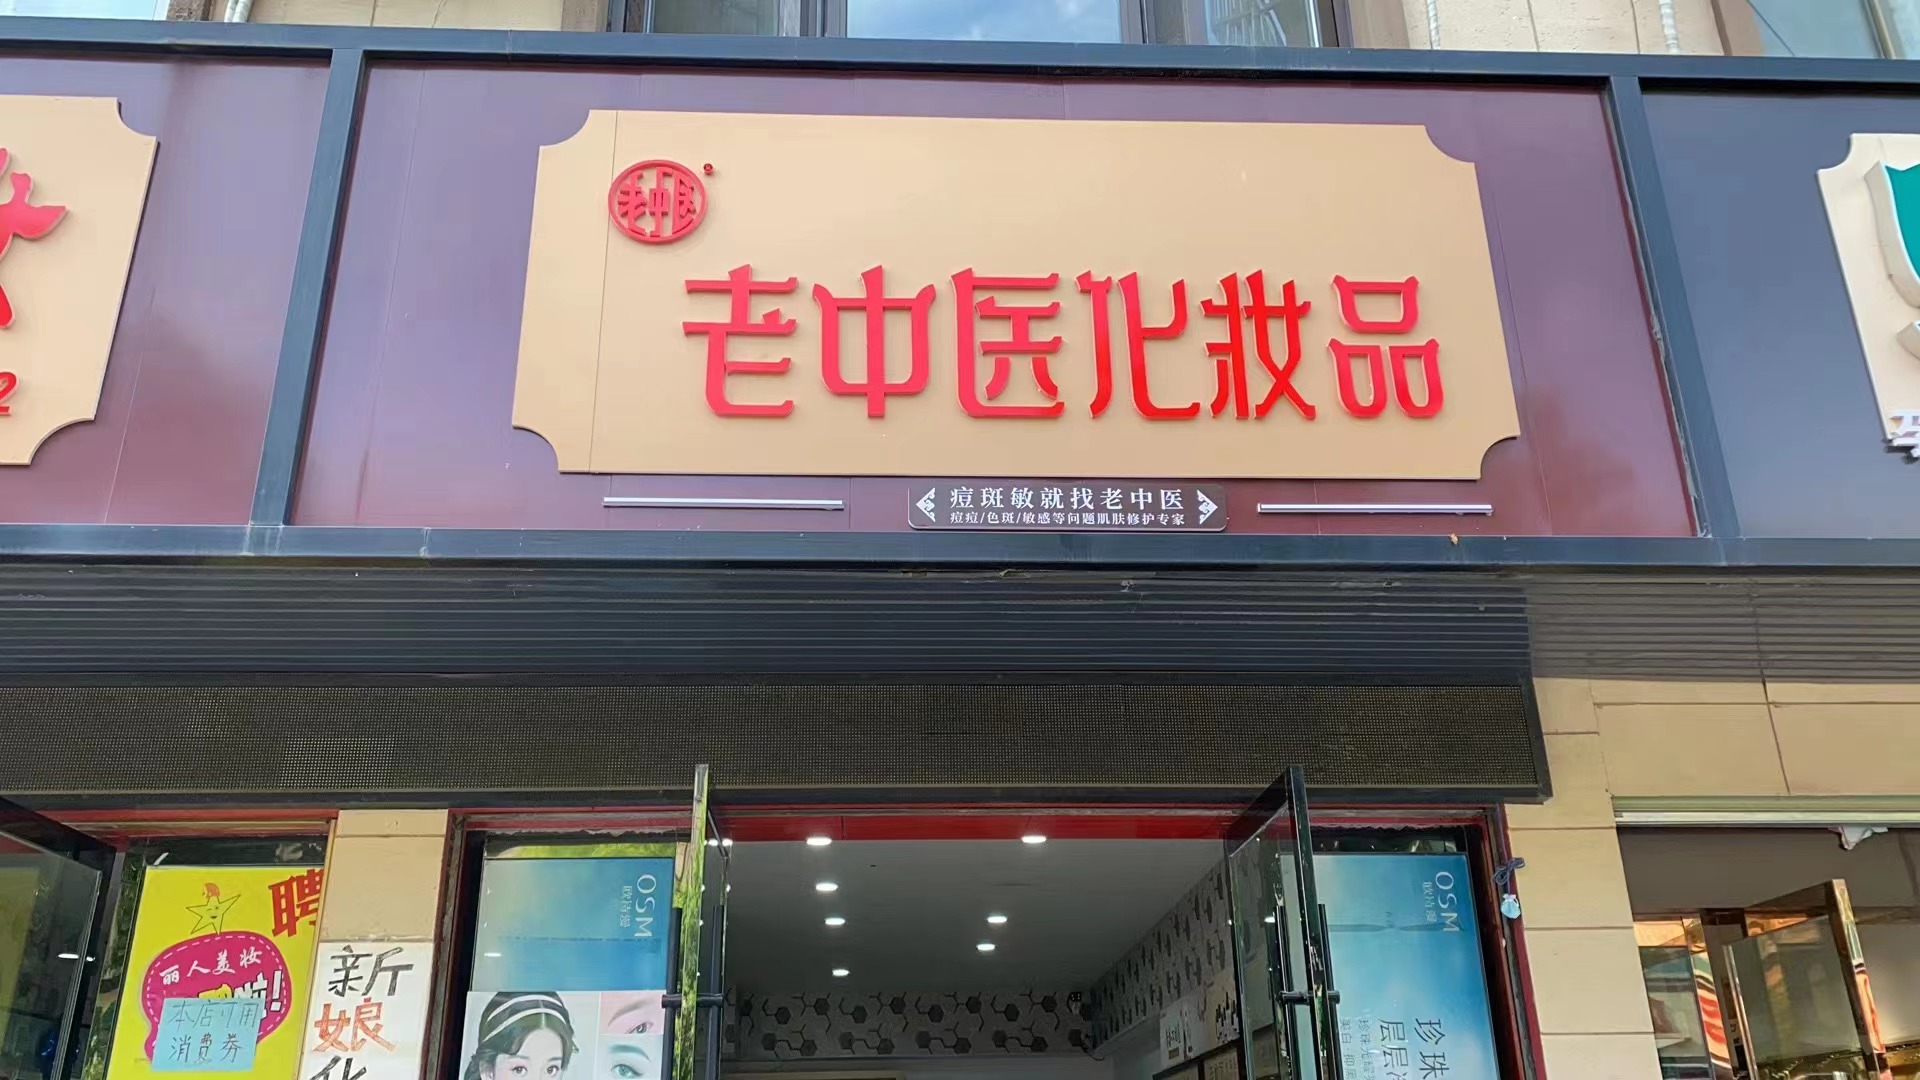 老中医
老中医化妆品
痘斑敏就找老中医
痘痘/色斑/敏感等问题肌肤修护专家
聘
丽人美妆
本店可用
消费券
新
娘
化
OSM
欧诗漫
OSM
欧诗漫
珍珠
层层